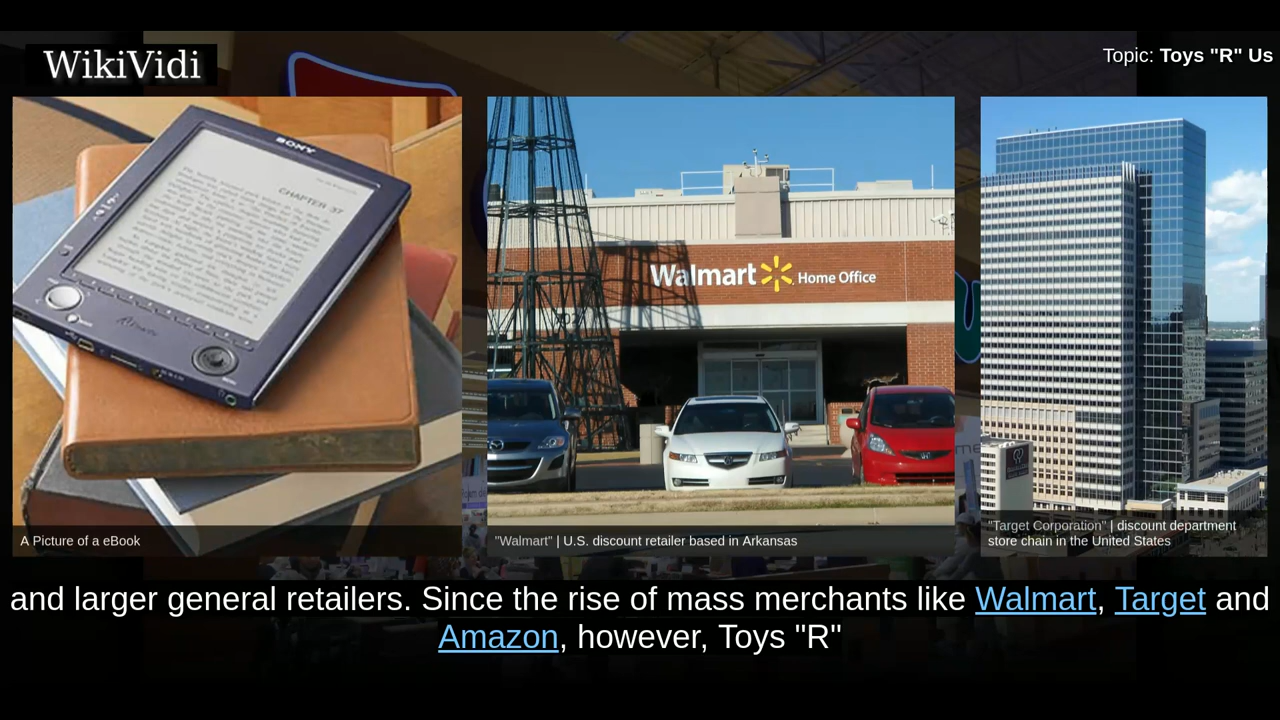 WikiVidi
Topic: Toys "R" Us
SONY
CHAPTER 37
Walmart Home Office
A Picture of a eBook
"Walmart" | U.S. discount retailer based in Arkansas
"Target Corporation" | discount department
store chain in the United States
and larger general retailers. Since the rise of mass merchants like Walmart, Target and
Amazon, however, Toys "R"